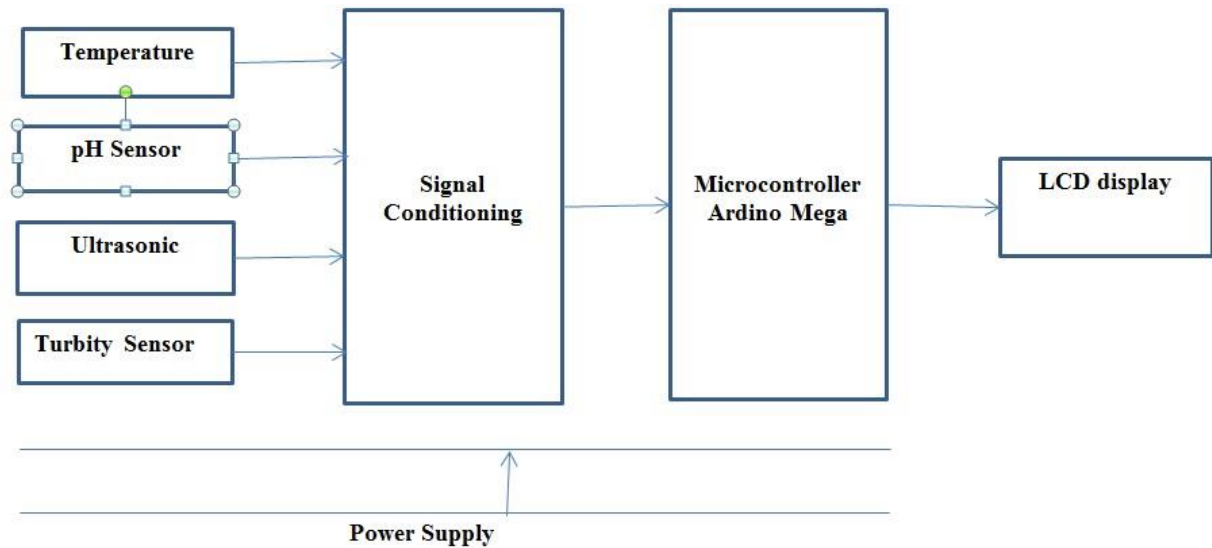 Temperature
pH Sensor
Ultrasonic
Turbity Sensor
Signal
Conditioning
Microcontroller
Ardino Mega
LCD display
Power Supply